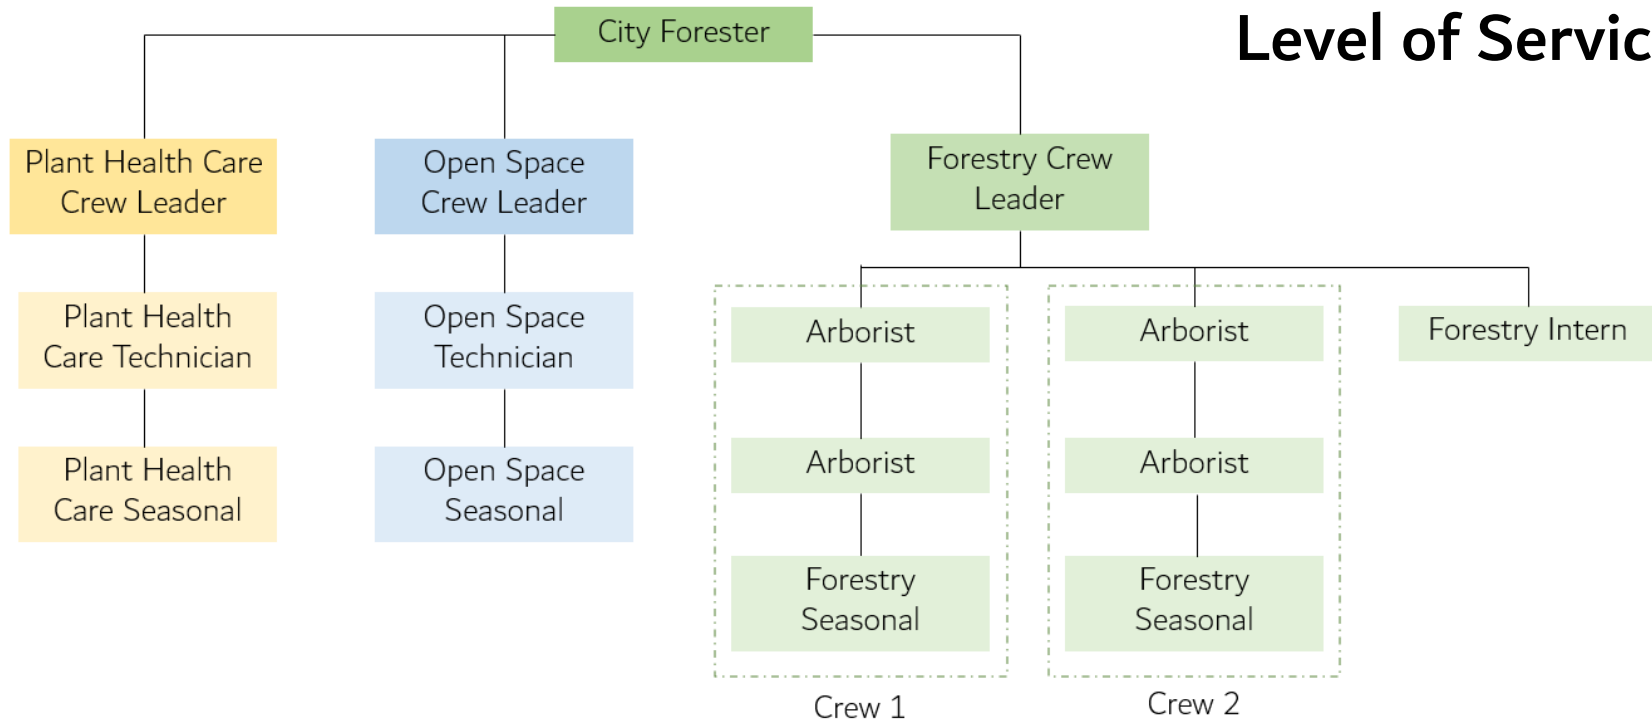 City Forester
Level of Servic
Plant Health Care
Crew Leader
Open Space
Crew Leader
Forestry Crew
Leader
Plant Health
Care Technician
Open Space
Technician
Arborist
Arborist
Forestry Intern
Plant Health
Care Seasonal
Open Space
Seasonal
Arborist
Arborist
Forestry
Seasonal
Forestry
Seasonal
Crew 1
Crew 2